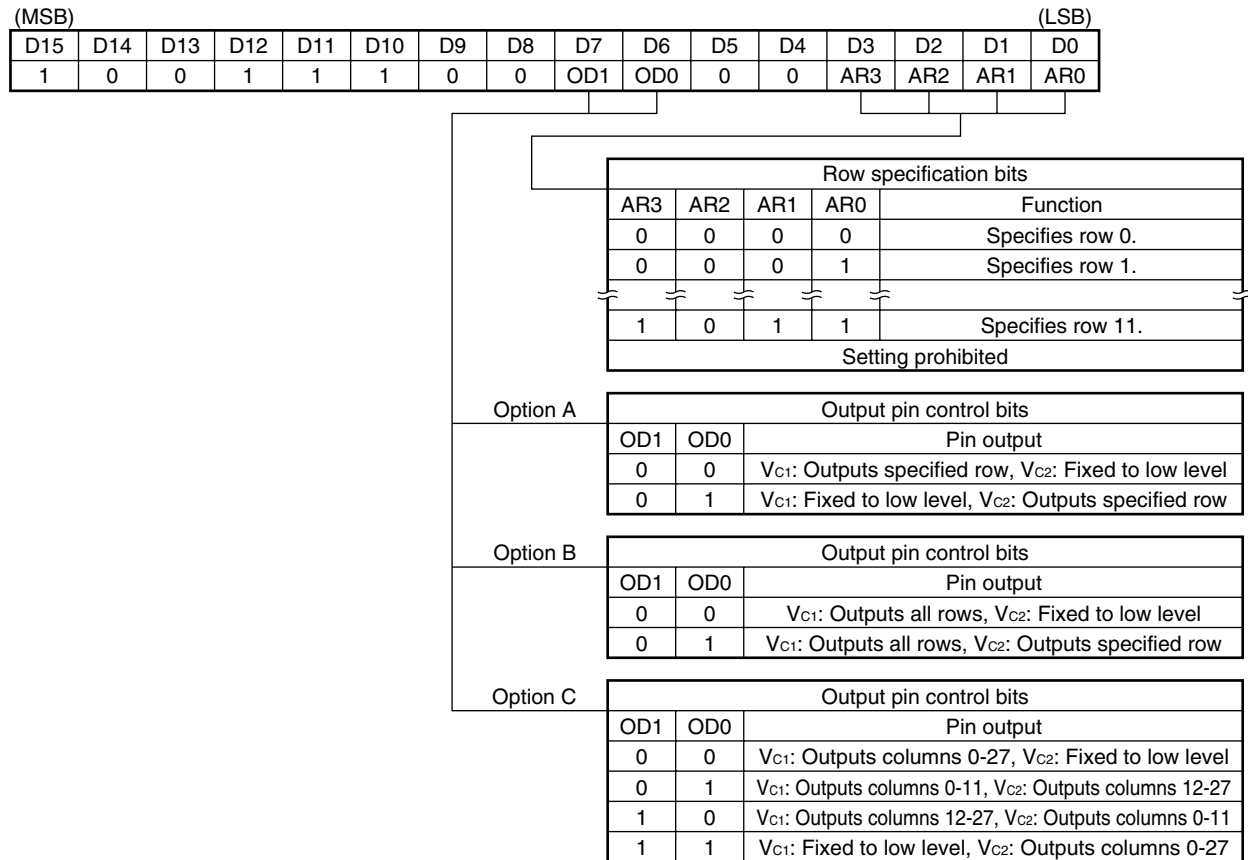 (MSB) (LSB)
D15 D14 D13 D12 D11 D10 D9 D8 D7 D6 D5 D4 D3 D2 D1 D0
1 0 0 1 1 1 0 0 OD1 OD0 0 0 AR3 AR2 AR1 AR0
Row specification bits
AR3 AR2 AR1 AR0 Function
0 0 0 0 Specifies row 0.
0 0 0 1 Specifies row 1.
1 0 1 1 Specifies row 11.
Setting prohibited
Option A Output pin control bits
OD1 OD0 Pin output
0 0 VC1: Outputs specified row, VC2: Fixed to low level
0 1 VC1: Fixed to low level, VC2: Outputs specified row
Option B Output pin control bits
OD1 OD0 Pin output
0 0 VC1: Outputs all rows, VC2: Fixed to low level
0 1 VC1: Outputs all rows, VC2: Outputs specified row
Option C Output pin control bits
OD1 OD0 Pin output
0 0 VC1: Outputs columns 0-27, VC2: Fixed to low level
0 1 VC1: Outputs columns 0-11, VC2: Outputs columns 12-27
1 0 VC1: Outputs columns 12-27, VC2: Outputs columns 0-11
1 1 VC1: Fixed to low level, VC2: Outputs columns 0-27